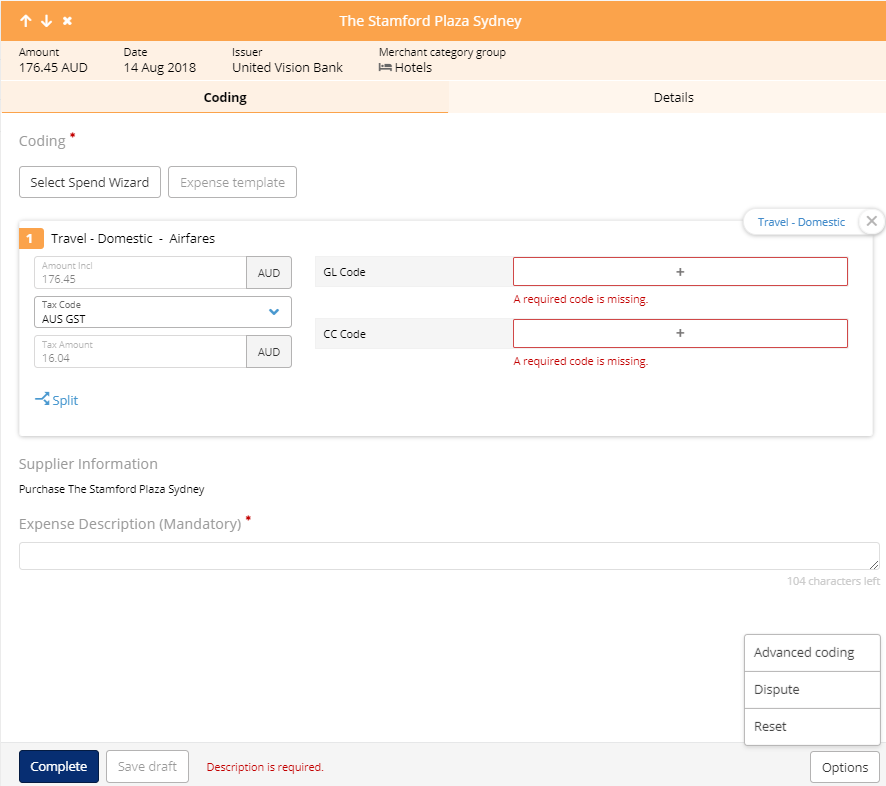 The Stamford Plaza Sydney
Amount Date Issuer Merchant category group
176.45 AUD 14 Aug 2018 United Vision Bank Hotels
Coding Details
Coding *
Select Spend Wizard Expense template
Travel - Domestic
1 Travel - Domestic - Airfares
Amount Incl
176.45 AUD
GL Code +
A required code is missing.
Tax Code
AUS GST
CC Code +
A required code is missing.
Tax Amount
16.04 AUD
Split
Supplier Information
Purchase The Stamford Plaza Sydney
Expense Description (Mandatory) *
104 characters left
Advanced coding
Dispute
Reset
Complete Save draft Description is required. Options